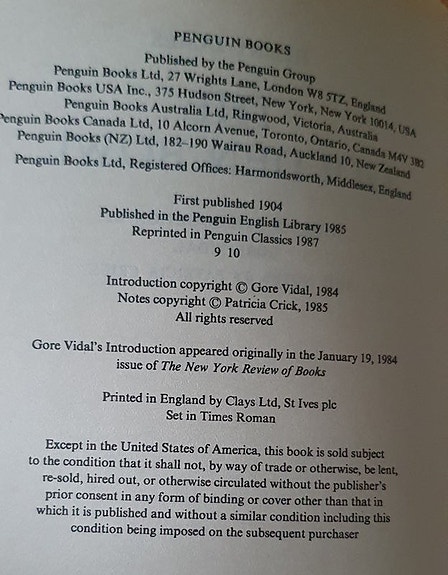 PENGUIN BOOKS
Published by the Penguin Group
Penguin Books Ltd, 27 Wrights Lane, London W8 5TZ, England
Penguin Books USA Inc., 375 Hudson Street, New York, New York 10014, USA
Penguin Books Australia Ltd, Ringwood, Victoria, Australia
Penguin Books Canada Ltd, 10 Alcorn Avenue, Toronto, Ontario, Canada M4V 3B2
Penguin Books (NZ) Ltd, 182–190 Wairau Road, Auckland 10, New Zealand
Penguin Books Ltd, Registered Offices: Harmondsworth, Middlesex, England
First published 1904
Published in the Penguin English Library 1985
Reprinted in Penguin Classics 1987
9 10
Introduction copyright © Gore Vidal, 1984
Notes copyright © Patricia Crick, 1985
All rights reserved
Gore Vidal's Introduction appeared originally in the January 19, 1984
issue of The New York Review of Books
Printed in England by Clays Ltd, St Ives plc
Set in Times Roman
Except in the United States of America, this book is sold subject
to the condition that it shall not, by way of trade or otherwise, be lent,
re-sold, hired out, or otherwise circulated without the publisher's
prior consent in any form of binding or cover other than that in
which it is published and without a similar condition including this
condition being imposed on the subsequent purchaser